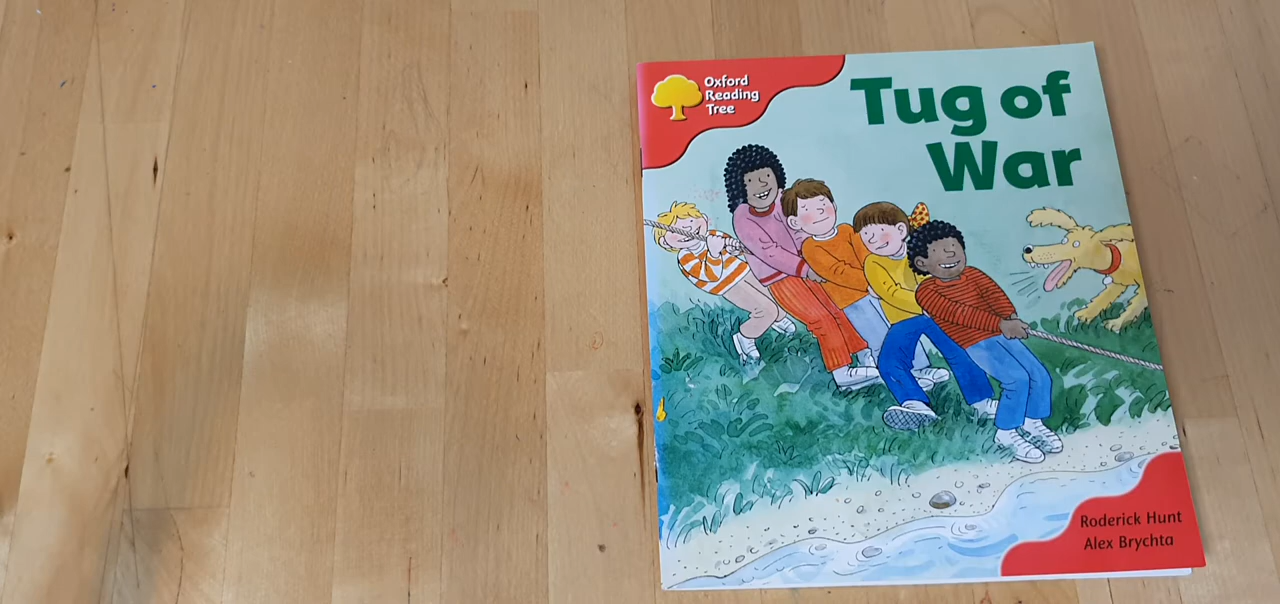 Oxford
Reading
Tree
Tug of
War
Roderick Hunt
Alex Brychta